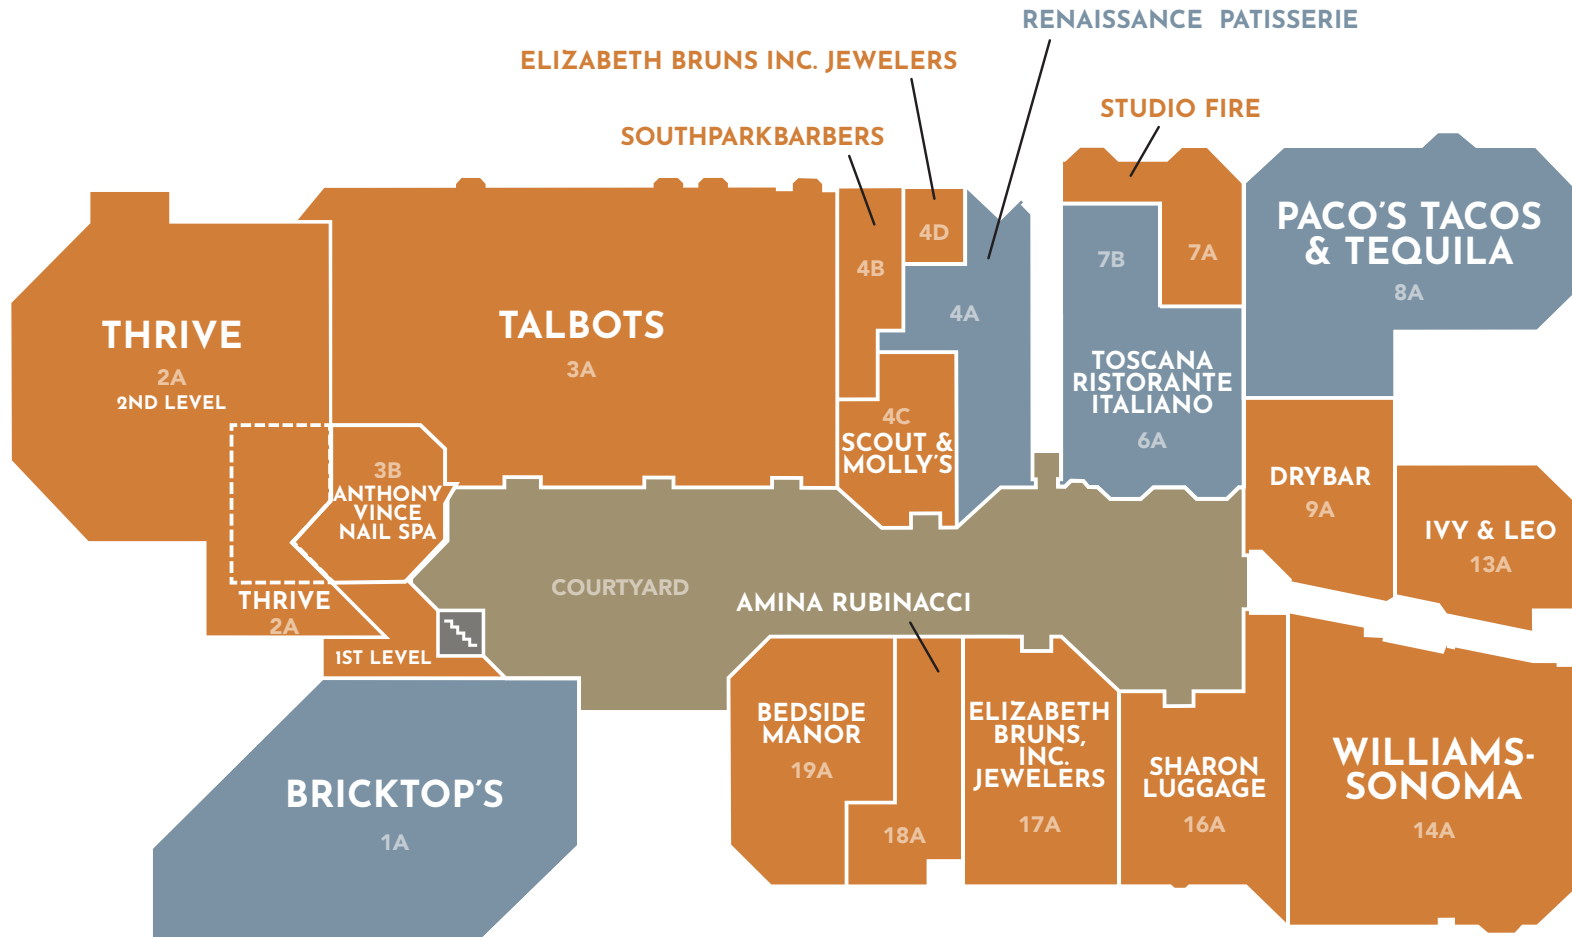 RENAISSANCE PATISSERIE
ELIZABETH BRUNS INC. JEWELERS
STUDIO FIRE
SOUTHPARKBARBERS
PACO'S TACOS
& TEQUILA
8A
4D
4B
7B
7A
4A
THRIVE
2A
2ND LEVEL
TALBOTS
3A
TOSCANA
RISTORANTE
ITALIANO
6A
4C
SCOUT &
MOLLY'S
3B
ANTHONY
VINCE
NAIL SPA
DRYBAR
9A
IVY & LEO
13A
COURTYARD
AMINA RUBINACCI
THRIVE
2A
1ST LEVEL
BRICKTOP'S
1A
BEDSIDE
MANOR
19A
18A
ELIZABETH
BRUNS,
INC.
JEWELERS
17A
SHARON
LUGGAGE
16A
WILLIAMS-
SONOMA
14A